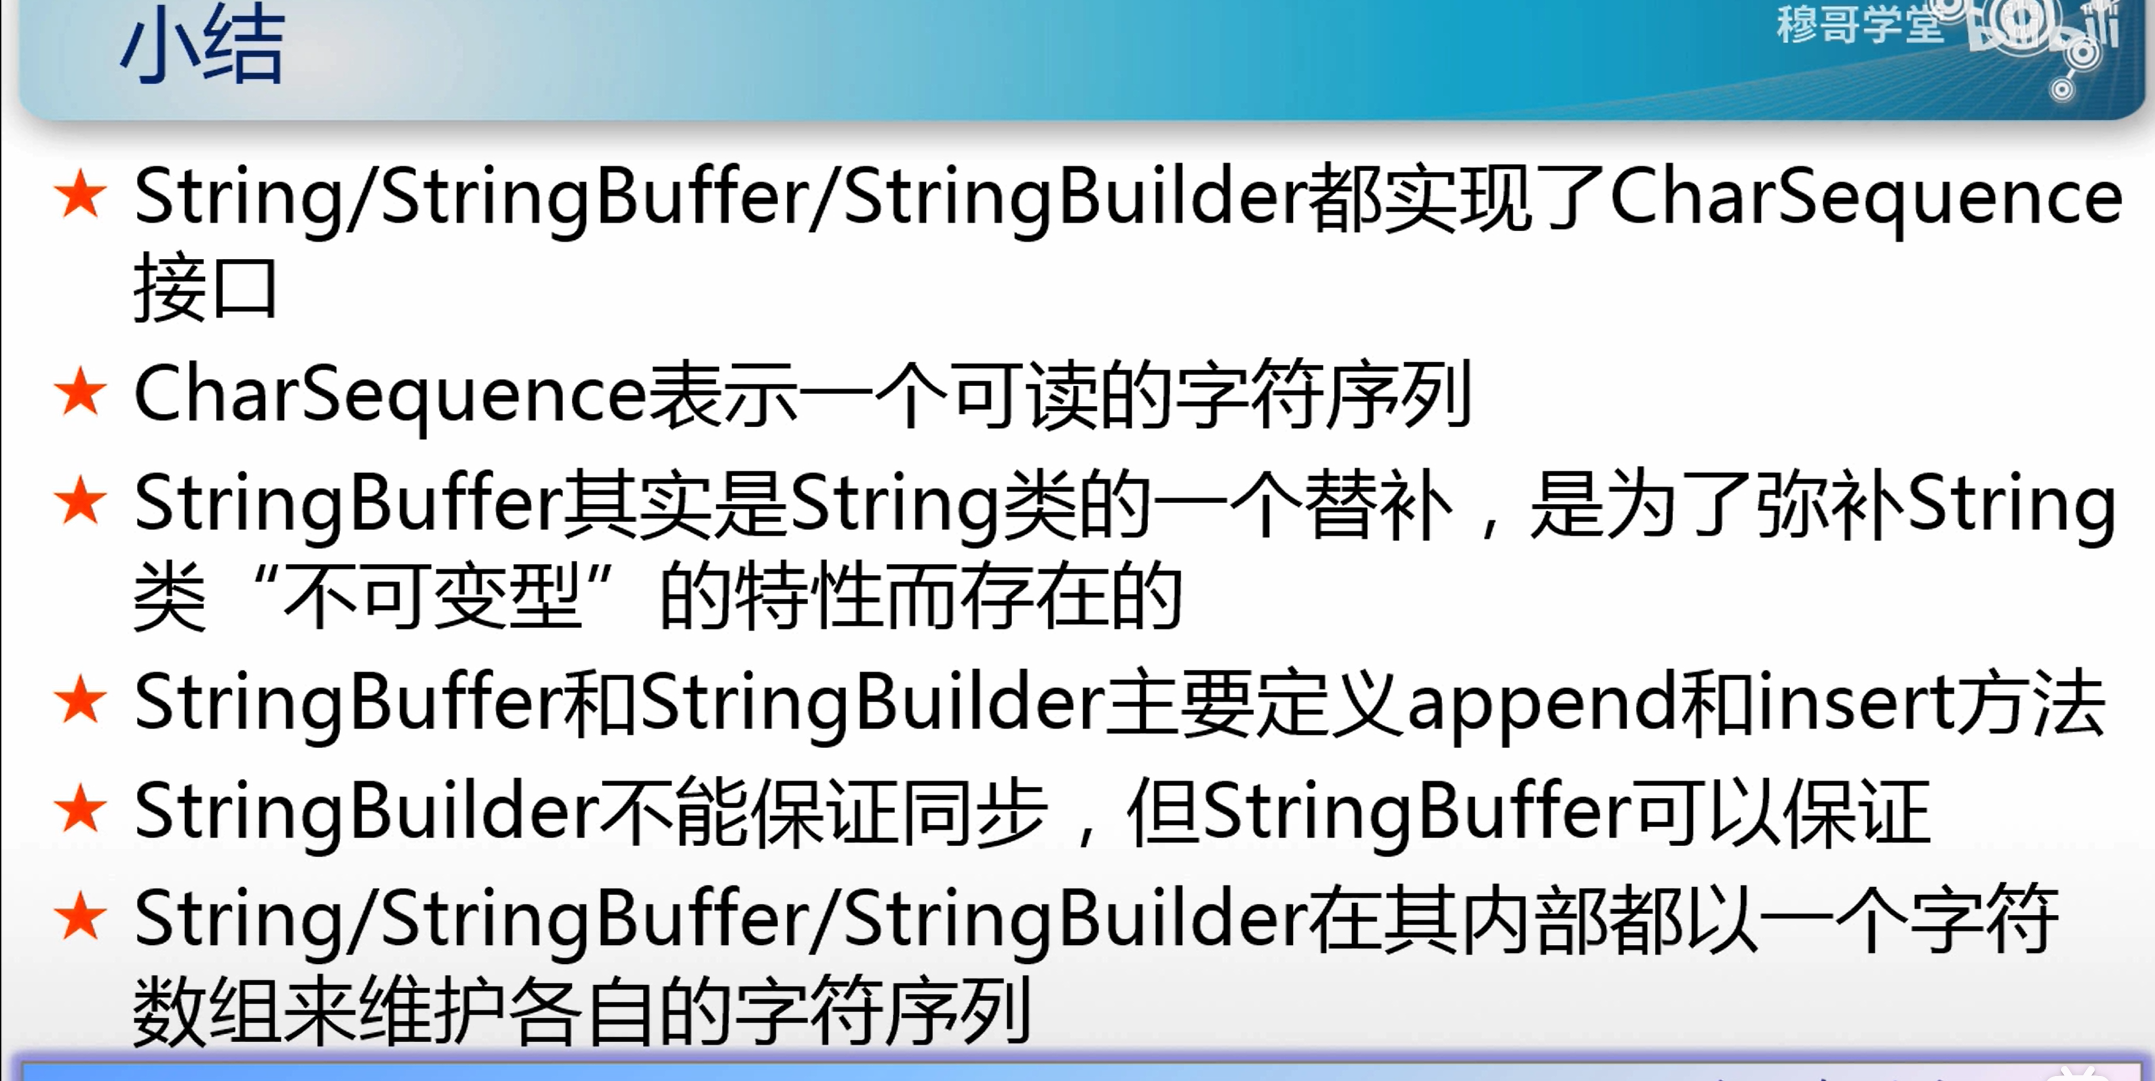 小结
穆哥学堂
String/StringBuffer/StringBuilder都实现了CharSequence
接口
CharSequence表示一个可读的字符序列
StringBuffer其实是String类的一个替补，是为了弥补String
类“不可变型”的特性而存在的
StringBuffer和StringBuilder主要定义append和insert方法
StringBuilder不能保证同步，但StringBuffer可以保证
String/StringBuffer/StringBuilder在其内部都以一个字符
数组来维护各自的字符序列